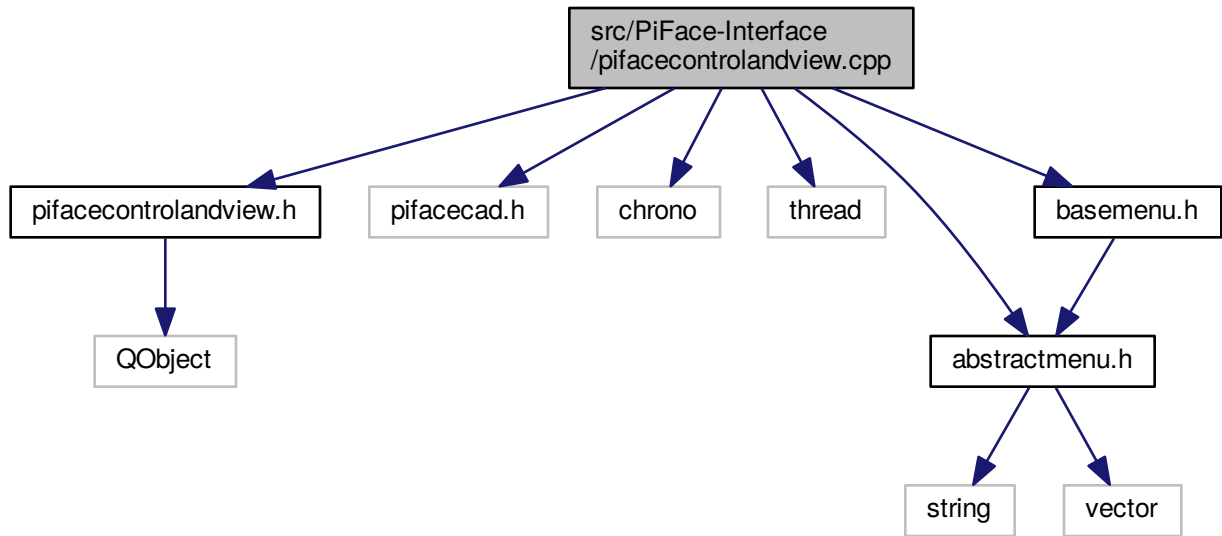 src/PiFace-Interface
/pifacecontrolandview.cpp
pifacecontrolandview.h
pifacecad.h
chrono
thread
basemenu.h
QObject
abstractmenu.h
string
vector